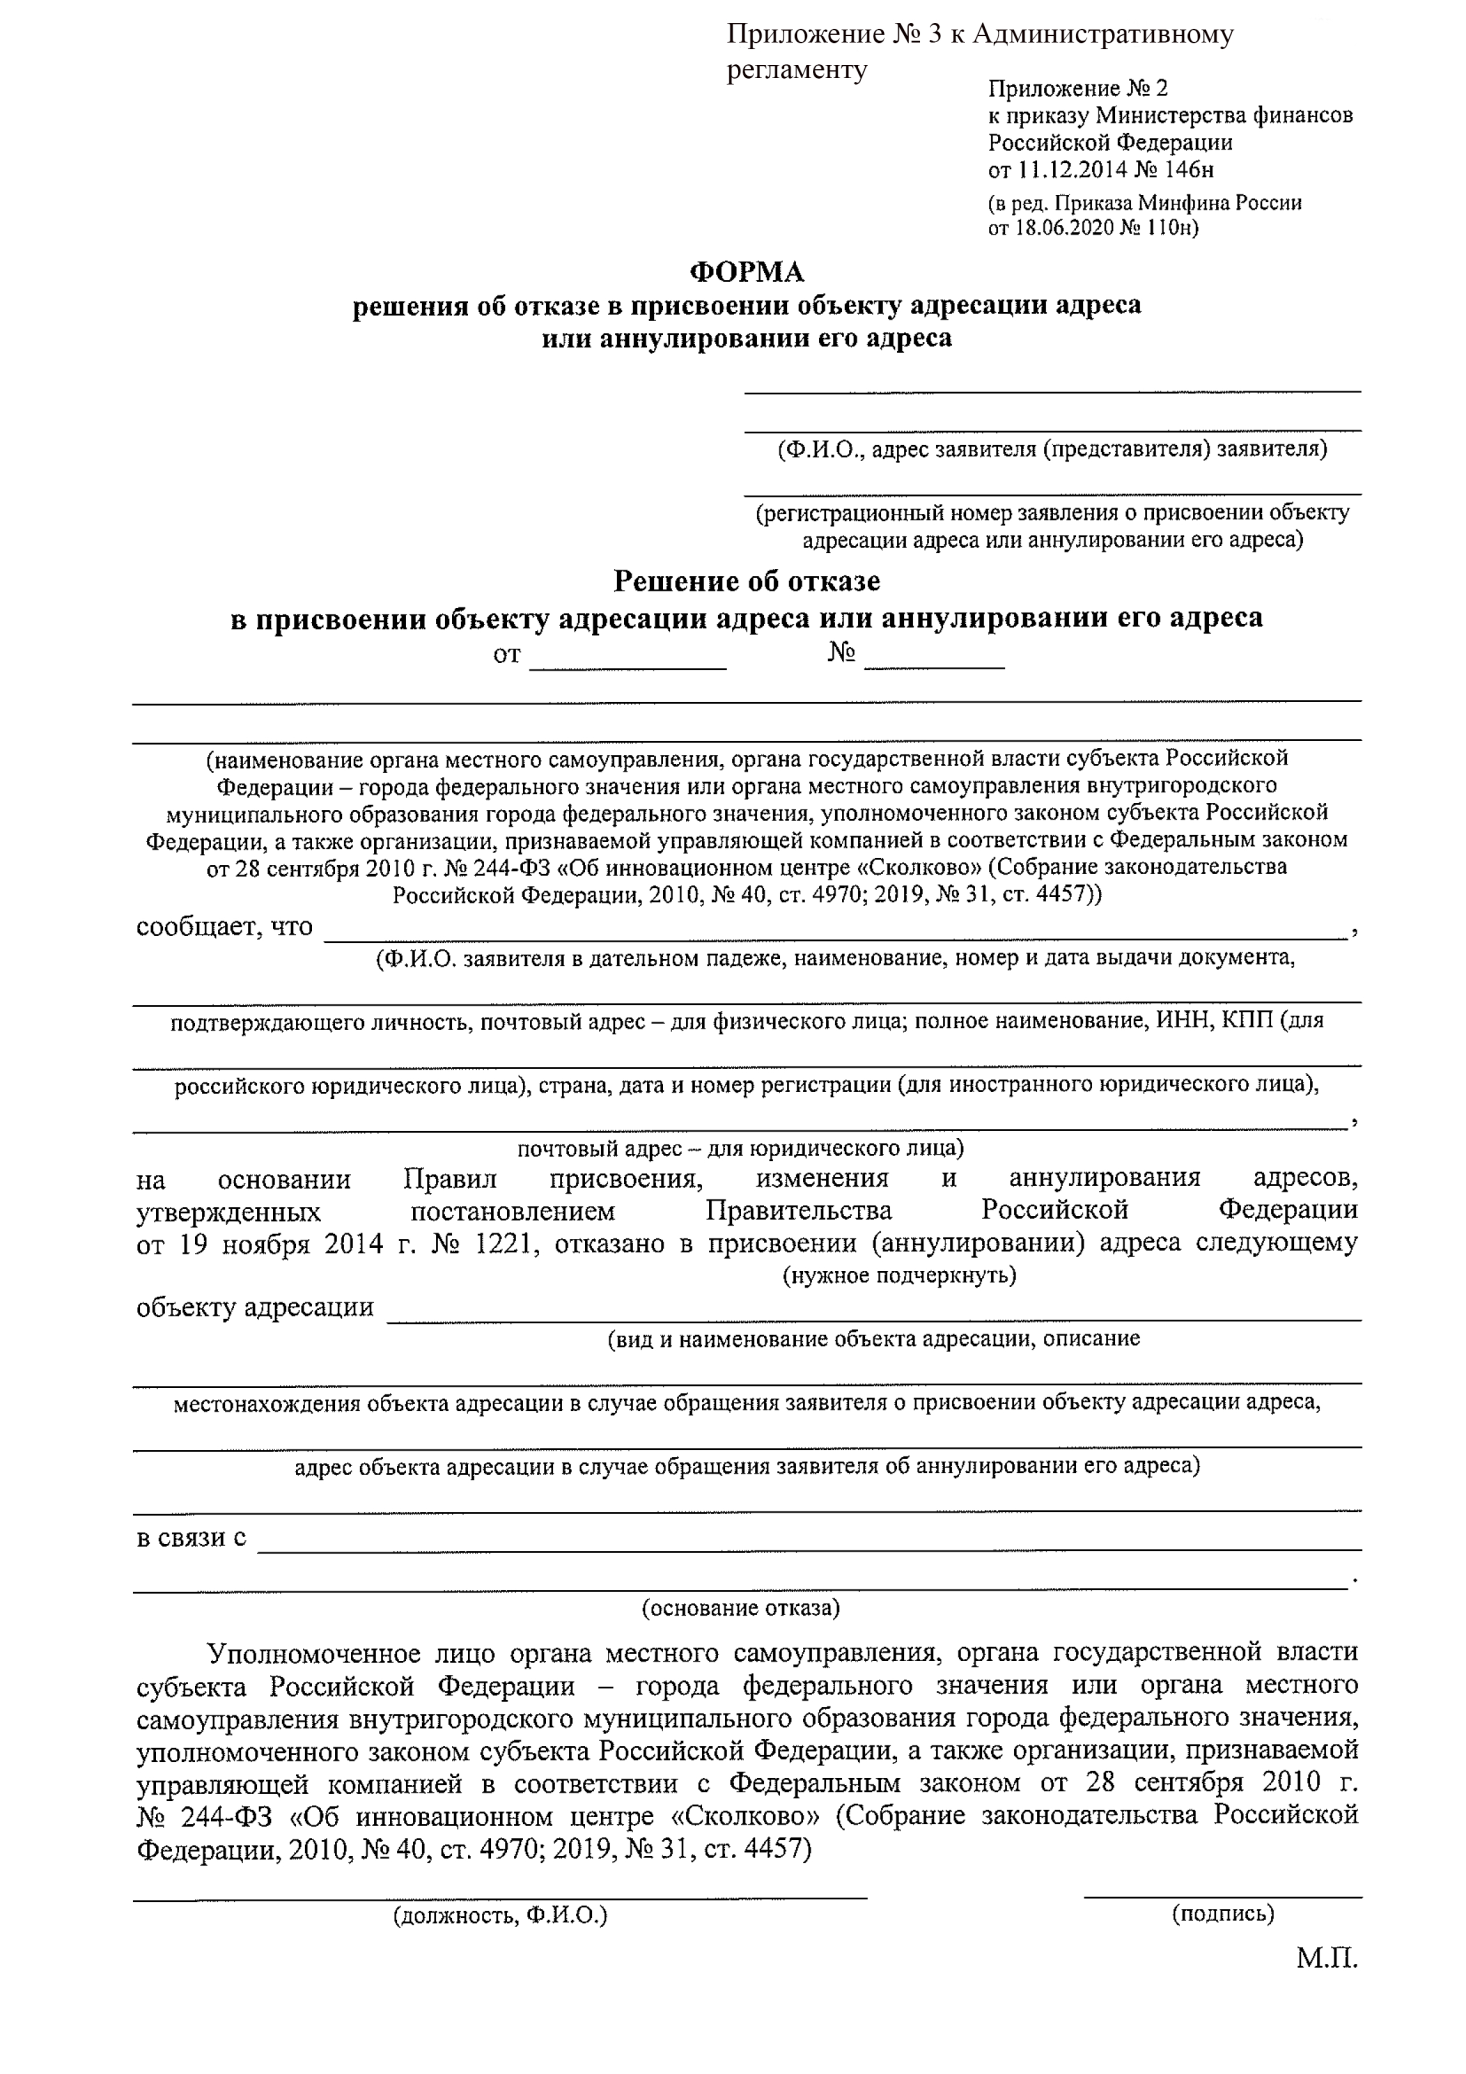 Приложение № 3 к Административному
регламенту
Приложение № 2
к приказу Министерства финансов
Российской Федерации
от 11.12.2014 № 146н
(в ред. Приказа Минфина России
от 18.06.2020 № 110н)
ФОРМА
решения об отказе в присвоении объекту адресации адреса
или аннулировании его адреса
(Ф.И.О., адрес заявителя (представителя) заявителя)
(регистрационный номер заявления о присвоении объекту
адресации адреса или аннулировании его адреса)
Решение об отказе
в присвоении объекту адресации адреса или аннулировании его адреса
от ____________ № _________
(наименование органа местного самоуправления, органа государственной власти субъекта Российской
Федерации – города федерального значения или органа местного самоуправления внутригородского
муниципального образования города федерального значения, уполномоченного законом субъекта Российской
Федерации, а также организации, признаваемой управляющей компанией в соответствии с Федеральным законом
от 28 сентября 2010 г. № 244-ФЗ «Об инновационном центре «Сколково» (Собрание законодательства
Российской Федерации, 2010, № 40, ст. 4970; 2019, № 31, ст. 4457))
сообщает, что ,
(Ф.И.О. заявителя в дательном падеже, наименование, номер и дата выдачи документа,
подтверждающего личность, почтовый адрес – для физического лица; полное наименование, ИНН, КПП (для
российского юридического лица), страна, дата и номер регистрации (для иностранного юридического лица),
,
почтовый адрес – для юридического лица)
на основании Правил присвоения, изменения и аннулирования адресов,
утвержденных постановлением Правительства Российской Федерации
от 19 ноября 2014 г. № 1221, отказано в присвоении (аннулировании) адреса следующему
(нужное подчеркнуть)
объекту адресации
(вид и наименование объекта адресации, описание
местонахождения объекта адресации в случае обращения заявителя о присвоении объекту адресации адреса,
адрес объекта адресации в случае обращения заявителя об аннулировании его адреса)
в связи с
.
(основание отказа)
Уполномоченное лицо органа местного самоуправления, органа государственной власти
субъекта Российской Федерации – города федерального значения или органа местного
самоуправления внутригородского муниципального образования города федерального значения,
уполномоченного законом субъекта Российской Федерации, а также организации, признаваемой
управляющей компанией в соответствии с Федеральным законом от 28 сентября 2010 г.
№ 244-ФЗ «Об инновационном центре «Сколково» (Собрание законодательства Российской
Федерации, 2010, № 40, ст. 4970; 2019, № 31, ст. 4457)
(должность, Ф.И.О.) (подпись)
М.П.